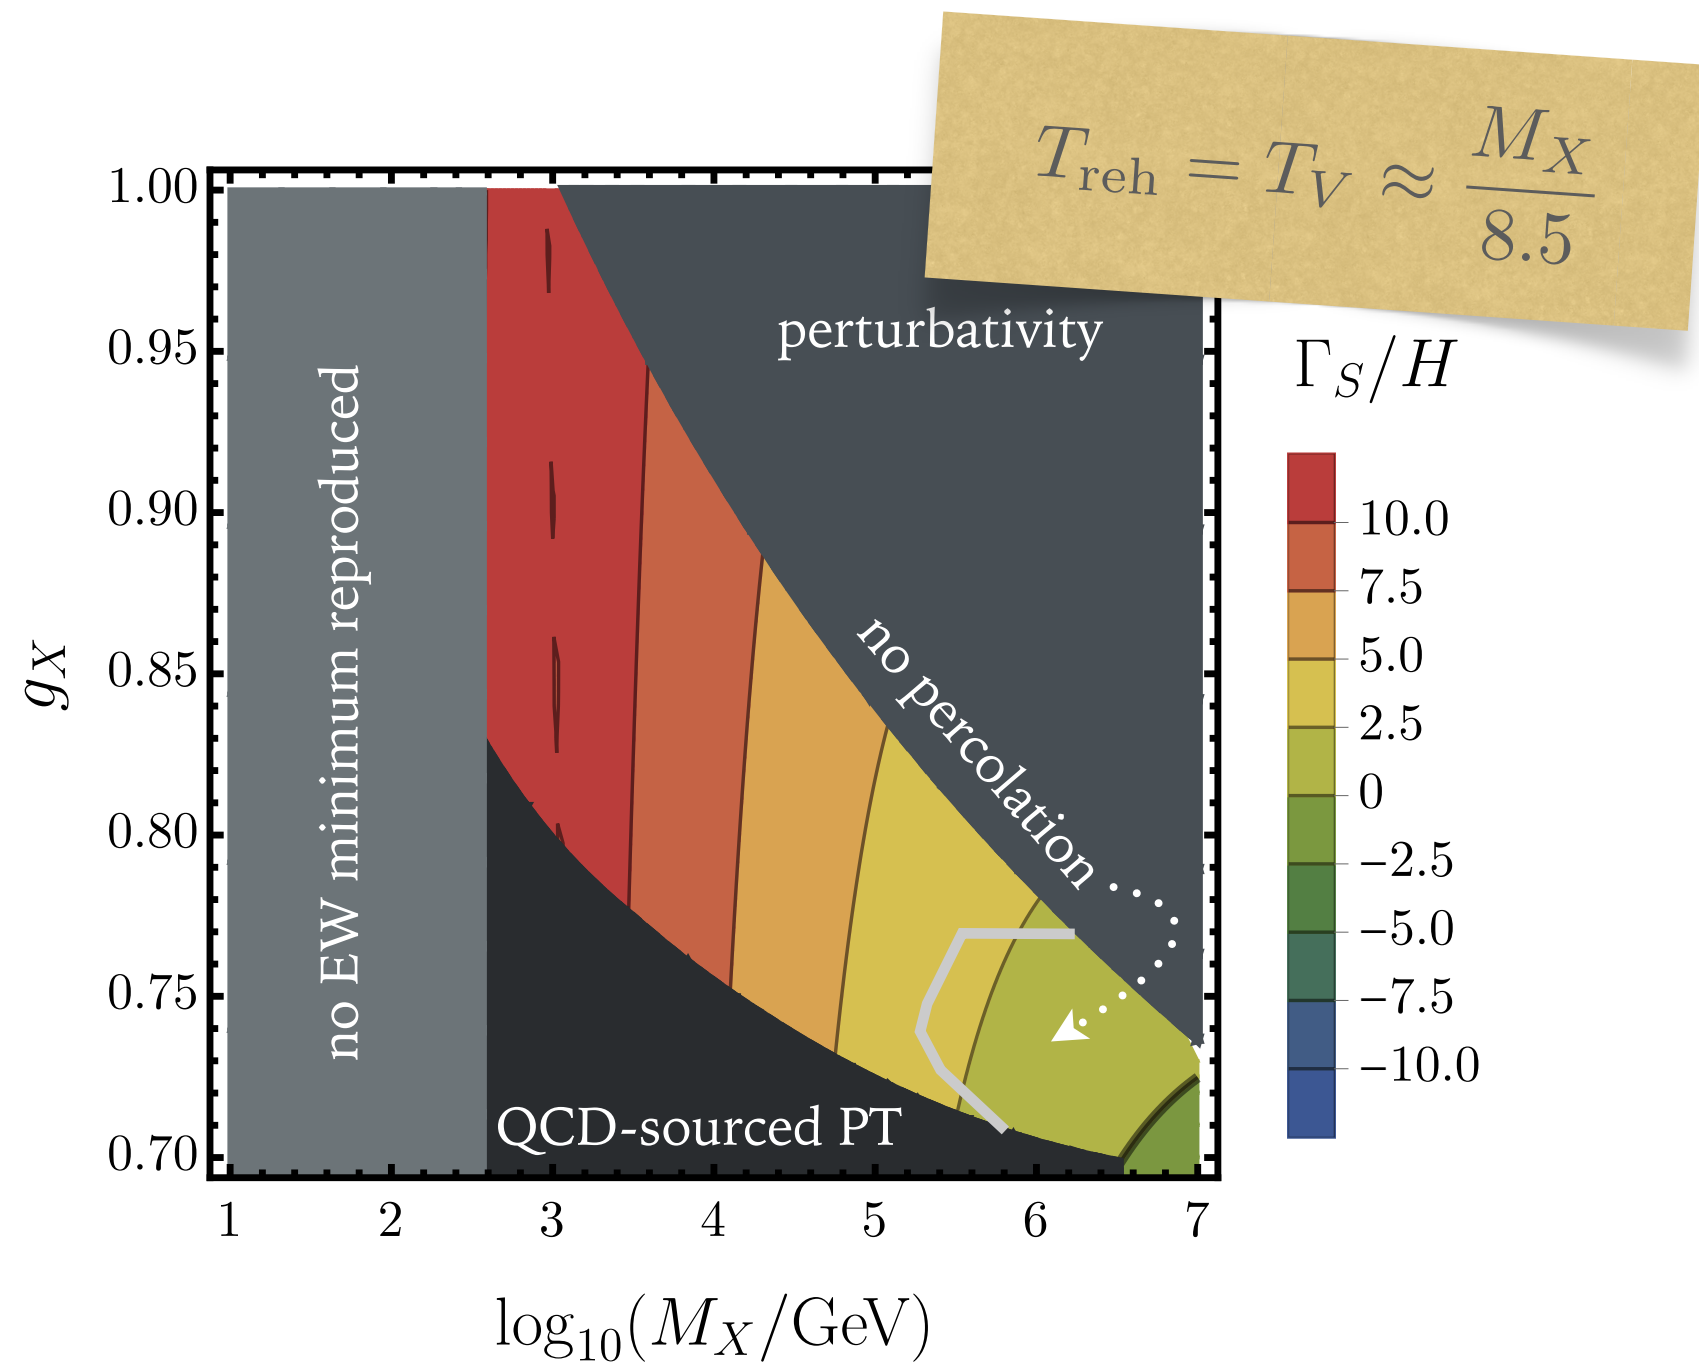 T_reh = T_V ≈ M_X / 8.5
Γ_S/H
10.0
7.5
5.0
2.5
0
−2.5
−5.0
−7.5
−10.0
perturbativity
no percolation
no EW minimum reproduced
QCD-sourced PT
g_X
1.00
0.95
0.90
0.85
0.80
0.75
0.70
1 2 3 4 5 6 7
log₁₀(M_X/GeV)